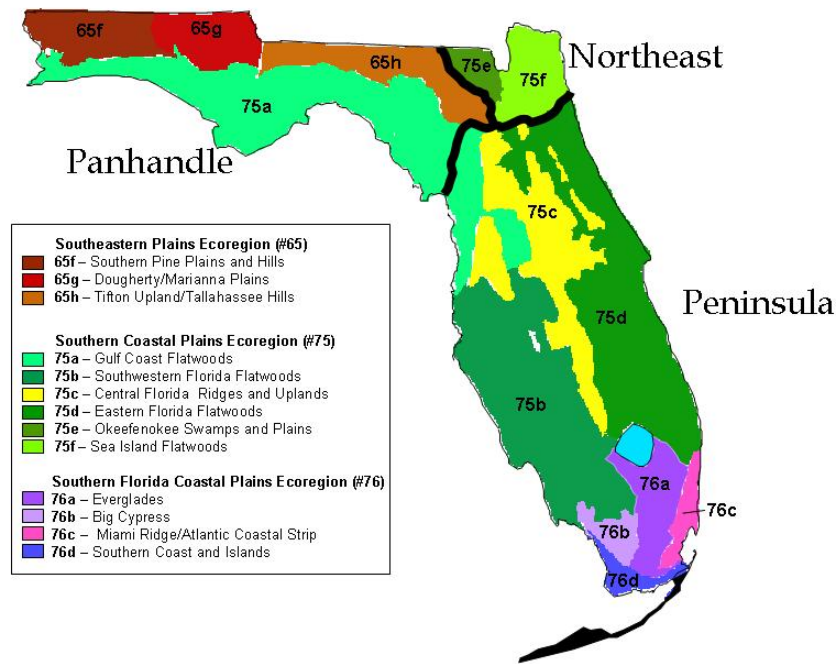 65f
65g
65h
75e
75f
Northeast
75a
Panhandle
75c
Peninsula
75d
75b
76a
76c
76b
76d
Southeastern Plains Ecoregion (#65)
65f – Southern Pine Plains and Hills
65g – Dougherty/Marianna Plains
65h – Tifton Upland/Tallahassee Hills
Southern Coastal Plains Ecoregion (#75)
75a – Gulf Coast Flatwoods
75b – Southwestern Florida Flatwoods
75c – Central Florida Ridges and Uplands
75d – Eastern Florida Flatwoods
75e – Okeefenokee Swamps and Plains
75f – Sea Island Flatwoods
Southern Florida Coastal Plains Ecoregion (#76)
76a – Everglades
76b – Big Cypress
76c – Miami Ridge/Atlantic Coastal Strip
76d – Southern Coast and Islands